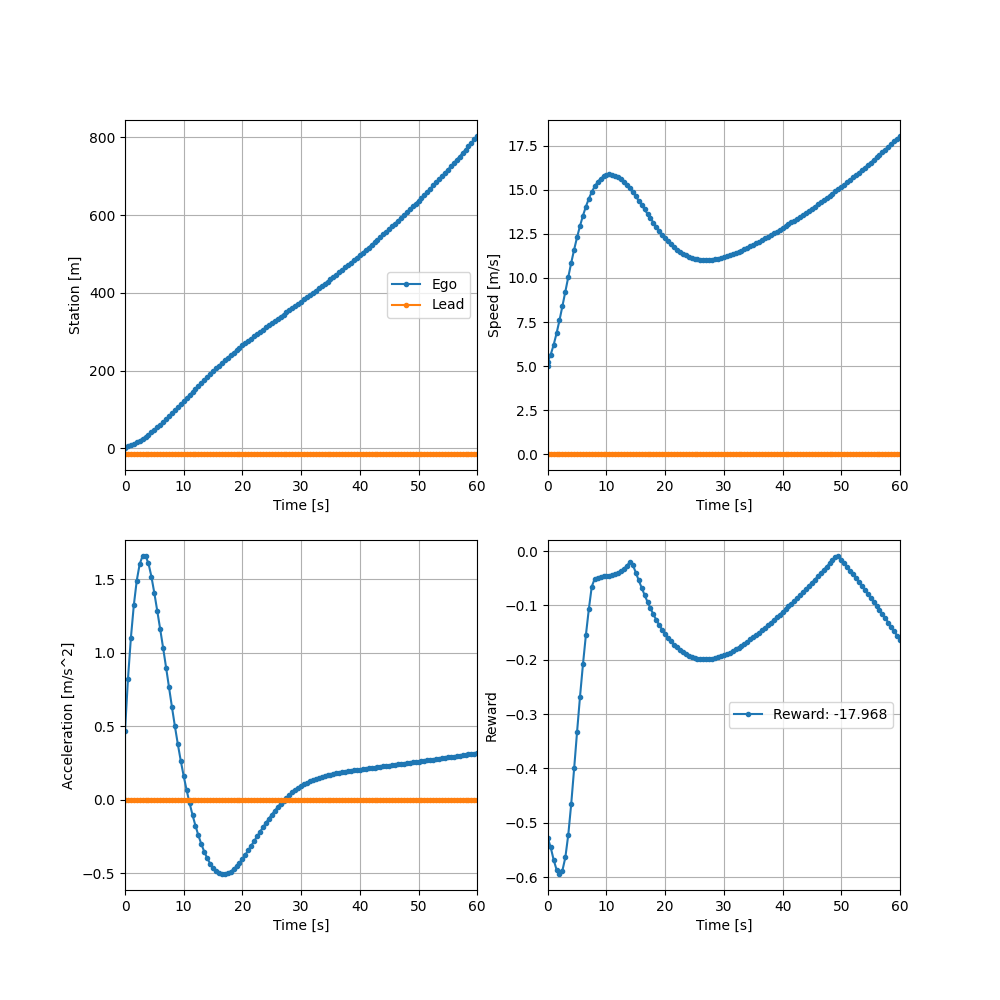 800
600
400
200
0
Station [m]
Ego
Lead
0 10 20 30 40 50 60
Time [s]
17.5
15.0
12.5
10.0
7.5
5.0
2.5
0.0
Speed [m/s]
0 10 20 30 40 50 60
Time [s]
1.5
1.0
0.5
0.0
−0.5
Acceleration [m/s^2]
0 10 20 30 40 50 60
Time [s]
0.0
−0.1
−0.2
−0.3
−0.4
−0.5
−0.6
Reward
Reward: -17.968
0 10 20 30 40 50 60
Time [s]